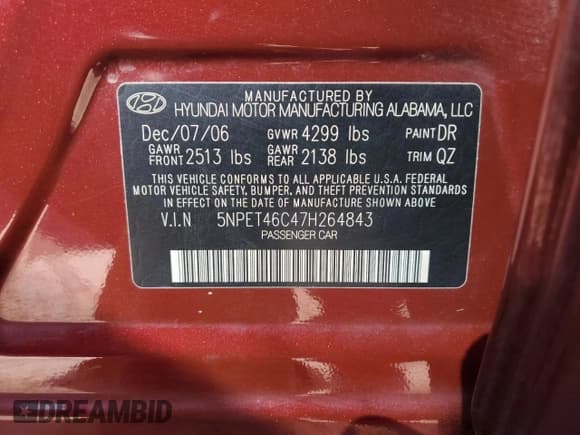 MANUFACTURED BY
HYUNDAI MOTOR MANUFACTURING ALABAMA, LLC
Dec/07/06 GVWR 4299 lbs PAINT DR
GAWR FRONT 2513 lbs GAWR REAR 2138 lbs TRIM QZ
THIS VEHICLE CONFORMS TO ALL APPLICABLE U.S.A. FEDERAL
MOTOR VEHICLE SAFETY, BUMPER, AND THEFT PREVENTION STANDARDS
IN EFFECT ON THE DATE OF MANUFACTURE SHOWN ABOVE.
V.I.N 5NPET46C47H264843
PASSENGER CAR
DREAMBID